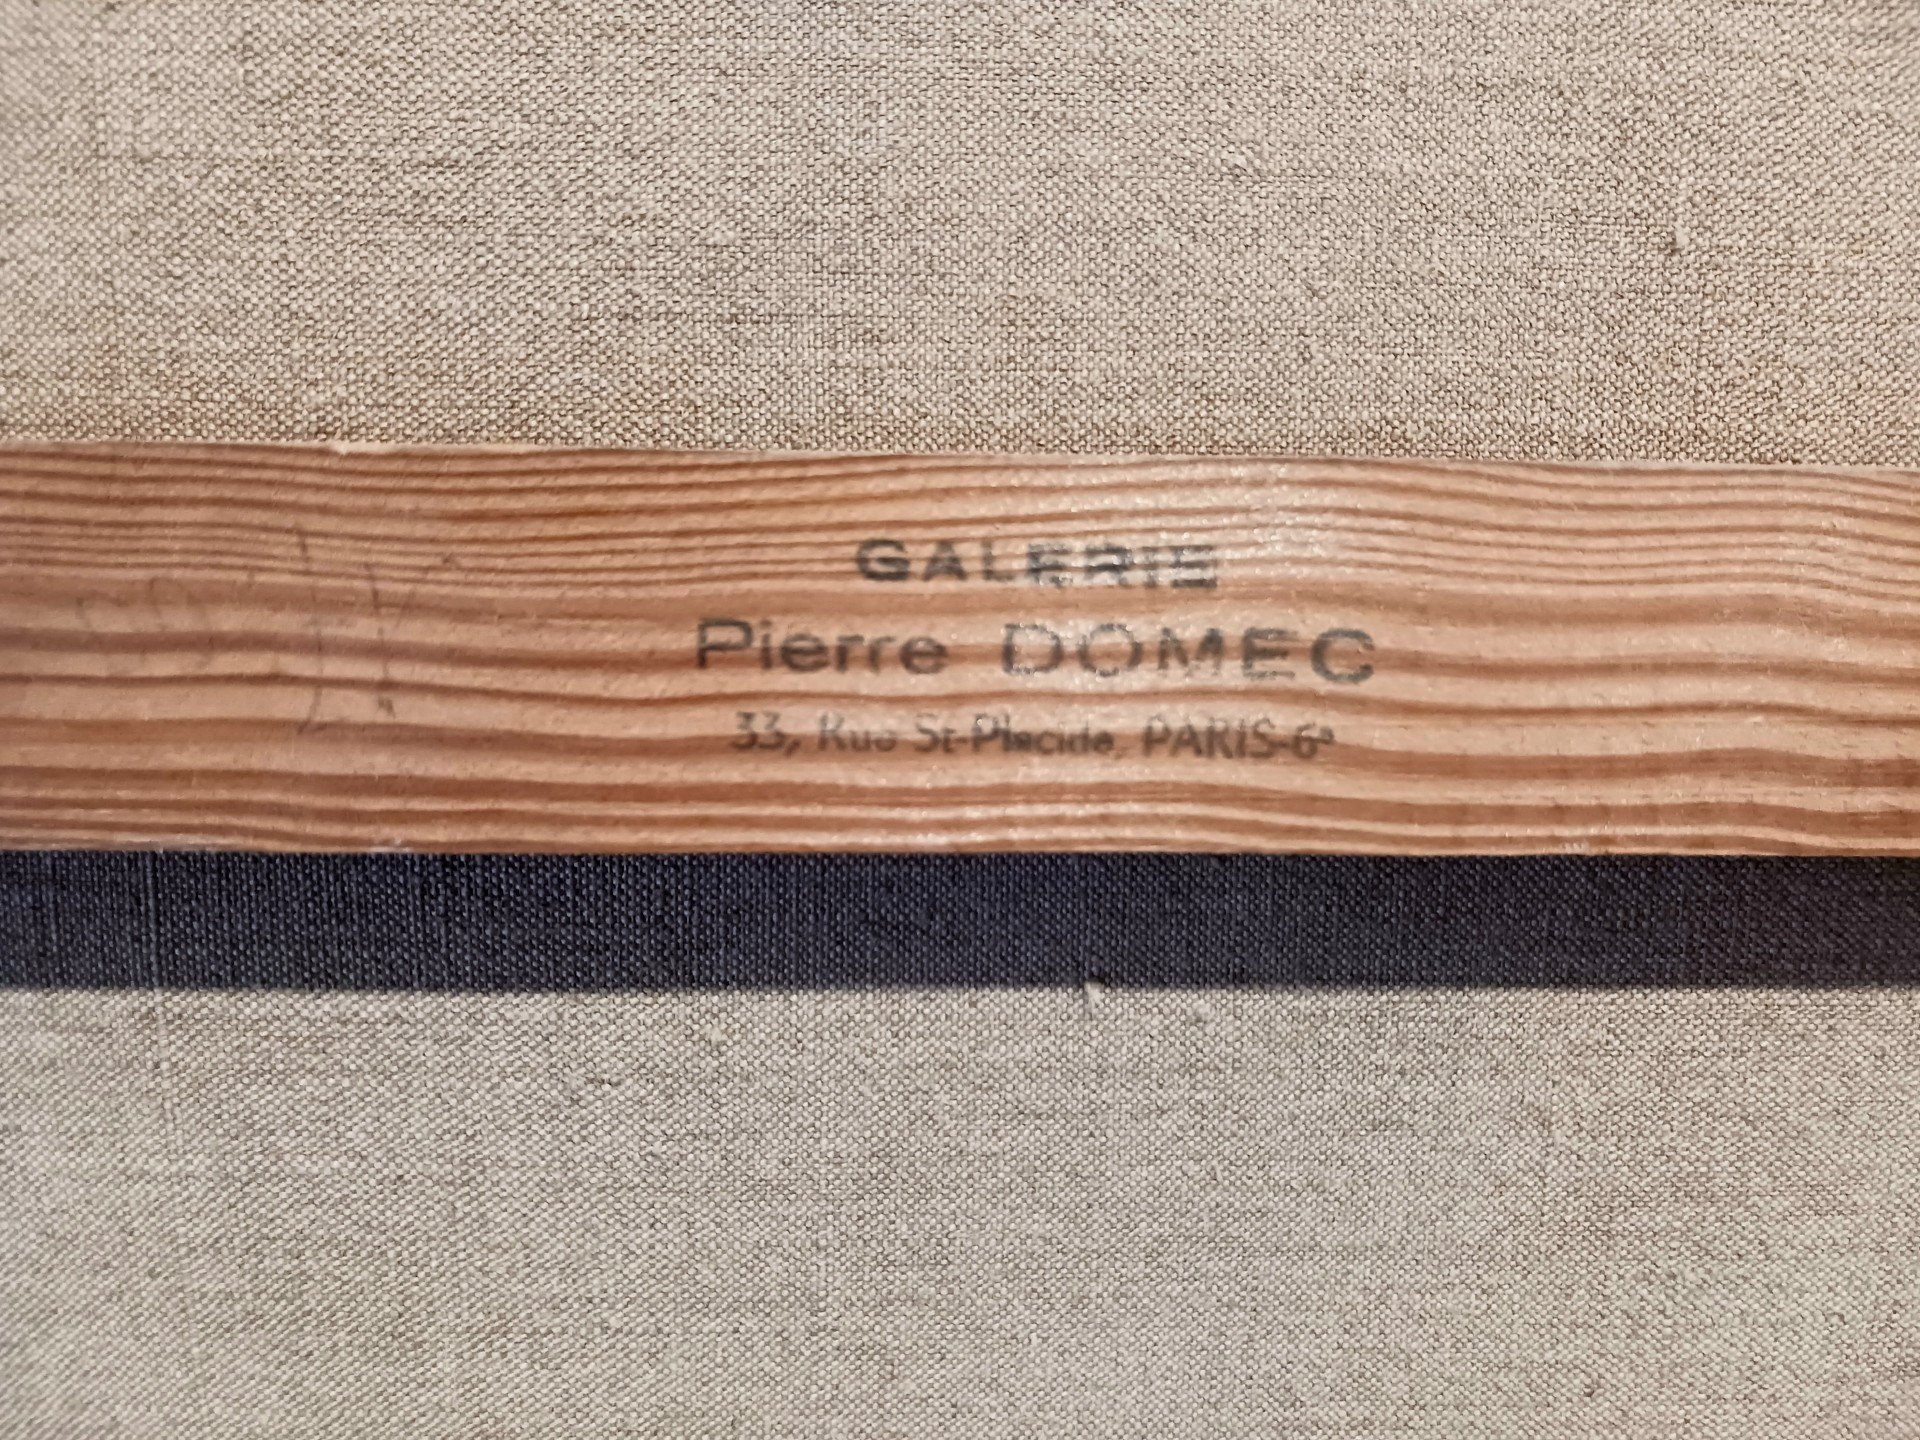 GALERIE
Pierre DOMEC
33, Rue St-Placide, PARIS-6e